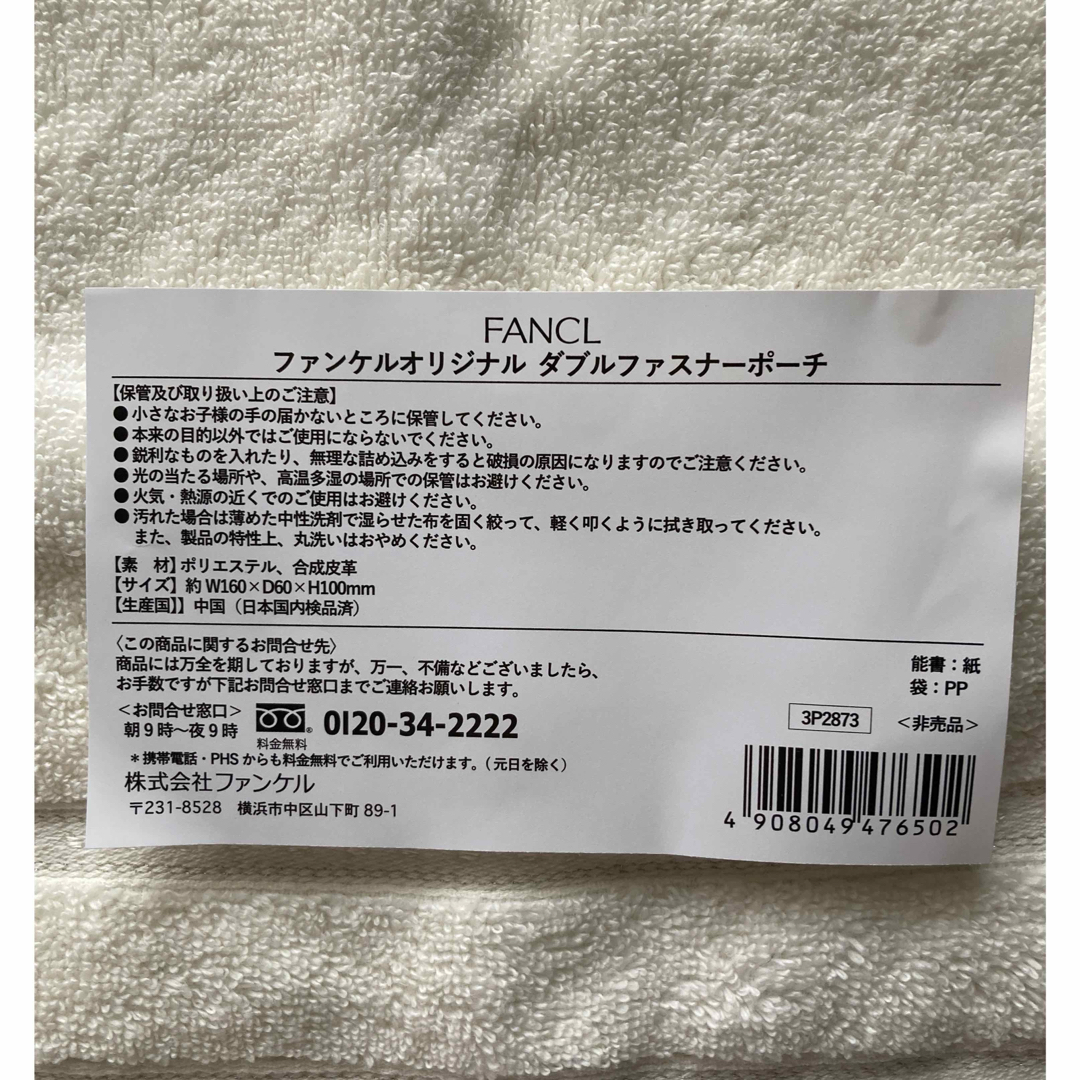 FANCL
ファンケルオリジナル ダブルファスナーポーチ
【保管及び取り扱い上のご注意】
●小さなお子様の手の届かないところに保管してください。
●本来の目的以外ではご使用にならないでください。
●鋭利なものを入れたり、無理な詰め込みをすると破損の原因になりますのでご注意ください。
●光の当たる場所や、高温多湿の場所での保管はお避けください。
●火気・熱源の近くでのご使用はお避けください。
●汚れた場合は薄めた中性洗剤で湿らせた布を固く絞って、軽く叩くように拭き取ってください。
また、製品の特性上、丸洗いはおやめください。
【素　材】ポリエステル、合成皮革
【サイズ】約 W160×D60×H100mm
【生産国】】中国（日本国内検品済）
〈この商品に関するお問合せ先〉
商品には万全を期しておりますが、万一、不備などございましたら、
お手数ですが下記お問合せ窓口までご連絡お願いします。
＜お問合せ窓口＞
朝９時～夜９時
料金無料
0120-34-2222
＊携帯電話・PHSからも料金無料でご利用いただけます。（元日を除く）
株式会社ファンケル
〒231-8528　横浜市中区山下町 89-1
能書：紙
袋：PP
3P2873　＜非売品＞
4 908049 476502